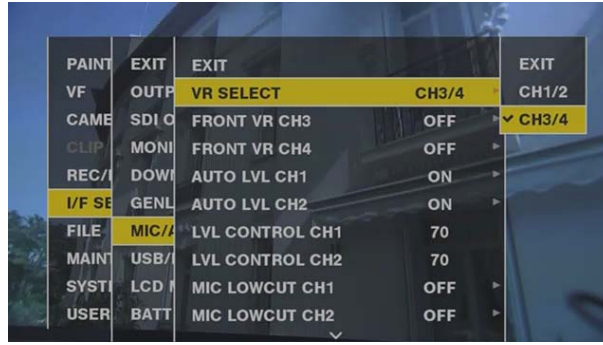 PAINT
VF
CAME
CLIP
REC/
I/F SE
FILE
MAINT
SYSTE
USER
EXIT
OUTP
SDI O
MONI
DOWN
GENL
MIC/A
USB/
LCD
BATT
EXIT
VR SELECT CH3/4
FRONT VR CH3 OFF
FRONT VR CH4 OFF
AUTO LVL CH1 ON
AUTO LVL CH2 ON
LVL CONTROL CH1 70
LVL CONTROL CH2 70
MIC LOWCUT CH1 OFF
MIC LOWCUT CH2 OFF
EXIT
CH1/2
CH3/4